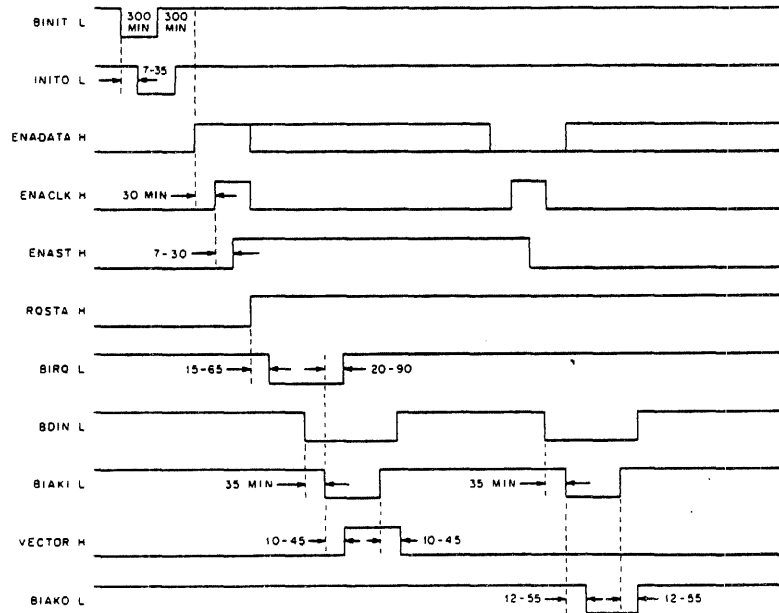 BINIT L
300 MIN
300 MIN
INITO L
7-35
ENADATA H
ENACLK H
30 MIN
ENAST H
7-30
RQSTA H
BIRQ L
15-65
20-90
BDIN L
BIAKI L
35 MIN
35 MIN
VECTOR H
10-45
10-45
BIAKO L
12-55
12-55